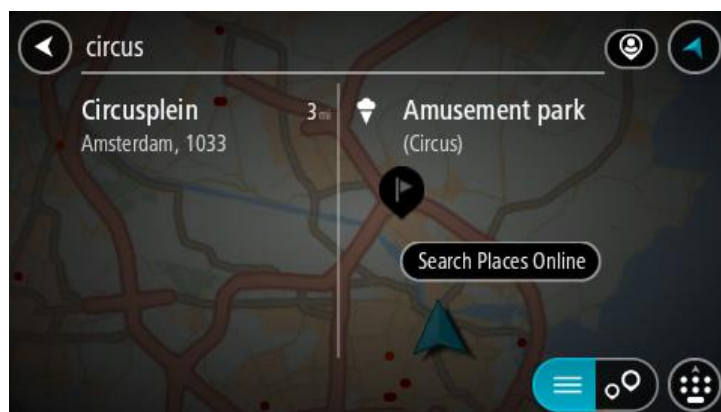 circus
Circusplein 3 mi
Amsterdam, 1033
Amusement park
(Circus)
Search Places Online